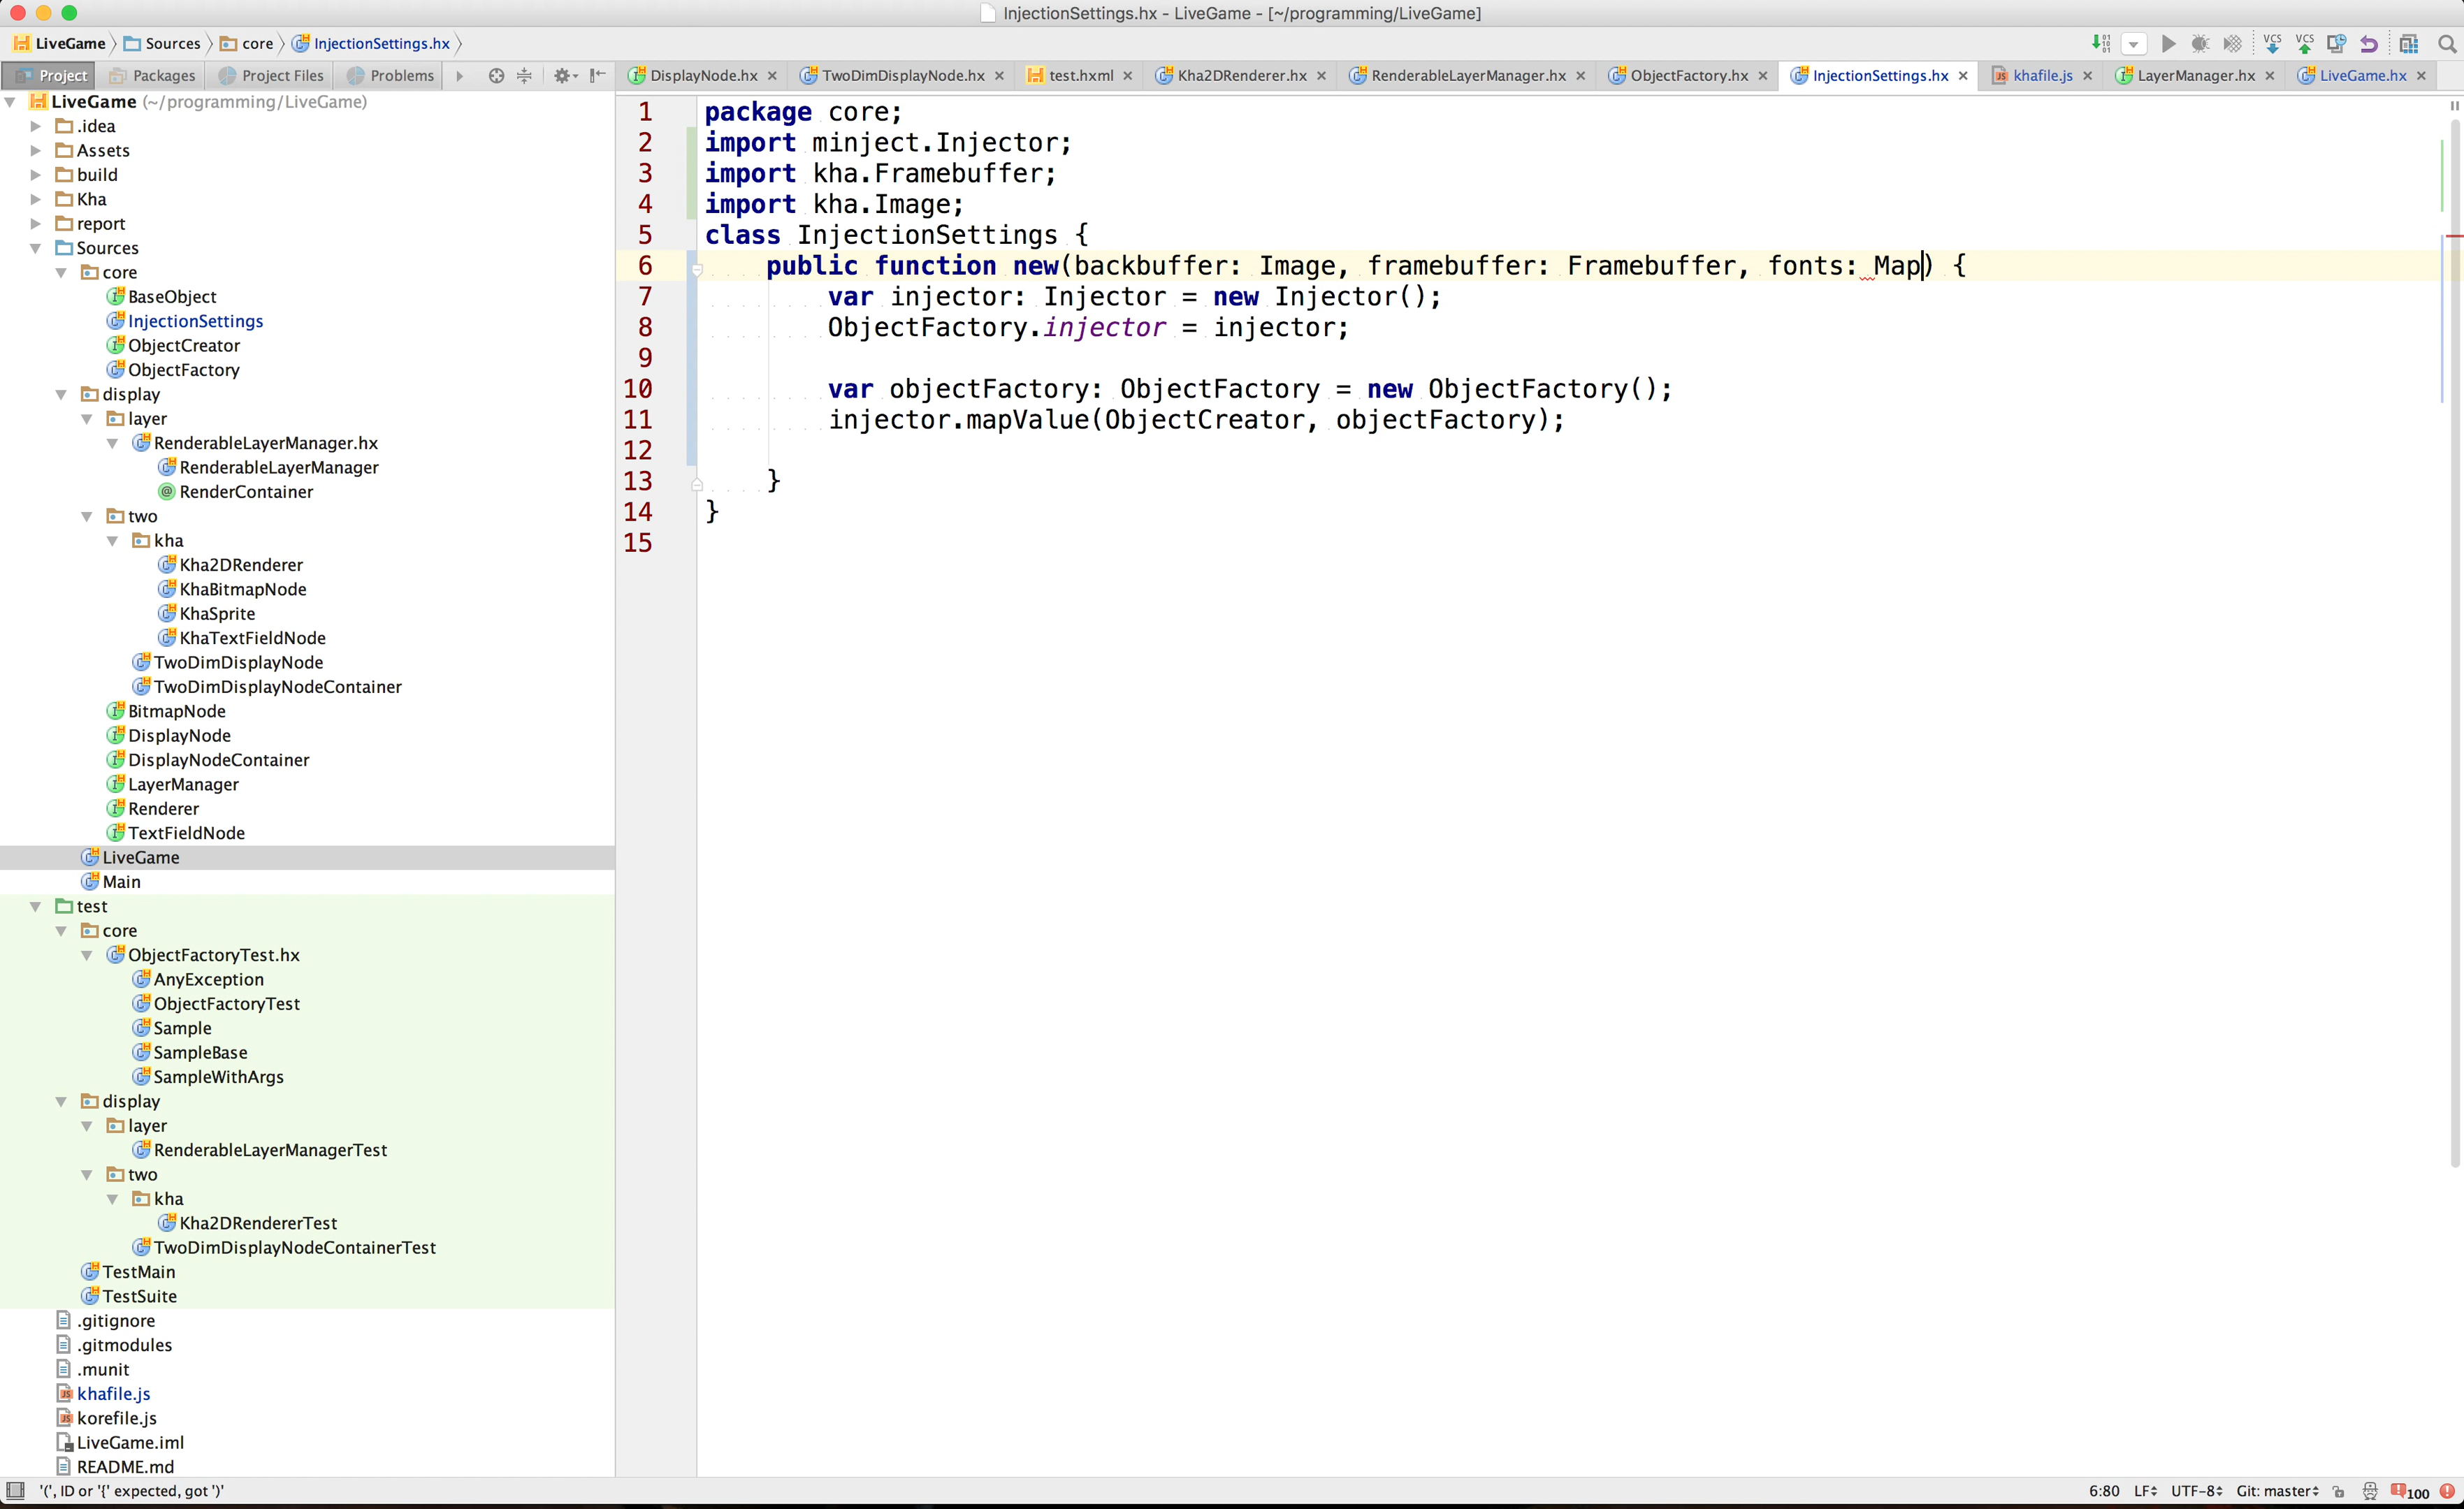 InjectionSettings.hx - LiveGame - [~/programming/LiveGame]
LiveGame Sources core InjectionSettings.hx
Project Packages Project Files Problems
DisplayNode.hx TwoDimDisplayNode.hx test.hxml Kha2DRenderer.hx RenderableLayerManager.hx ObjectFactory.hx InjectionSettings.hx khafile.js LayerManager.hx LiveGame.hx
LiveGame (~/programming/LiveGame)
.idea
Assets
build
Kha
report
Sources
core
BaseObject
InjectionSettings
ObjectCreator
ObjectFactory
display
layer
RenderableLayerManager.hx
RenderableLayerManager
RenderContainer
two
kha
Kha2DRenderer
KhaBitmapNode
KhaSprite
KhaTextFieldNode
TwoDimDisplayNode
TwoDimDisplayNodeContainer
BitmapNode
DisplayNode
DisplayNodeContainer
LayerManager
Renderer
TextFieldNode
LiveGame
Main
test
core
ObjectFactoryTest.hx
AnyException
ObjectFactoryTest
Sample
SampleBase
SampleWithArgs
display
layer
RenderableLayerManagerTest
two
kha
Kha2DRendererTest
TwoDimDisplayNodeContainerTest
TestMain
TestSuite
.gitignore
.gitmodules
.munit
khafile.js
korefile.js
LiveGame.iml
README.md
1 package core;
2 import minject.Injector;
3 import kha.Framebuffer;
4 import kha.Image;
5 class InjectionSettings {
6 public function new(backbuffer: Image, framebuffer: Framebuffer, fonts: Map) {
7 var injector: Injector = new Injector();
8 ObjectFactory.injector = injector;
9
10 var objectFactory: ObjectFactory = new ObjectFactory();
11 injector.mapValue(ObjectCreator, objectFactory);
12
13 }
14 }
15
'(', ID or '{' expected, got ')'
6:80 LF UTF-8 Git: master 100